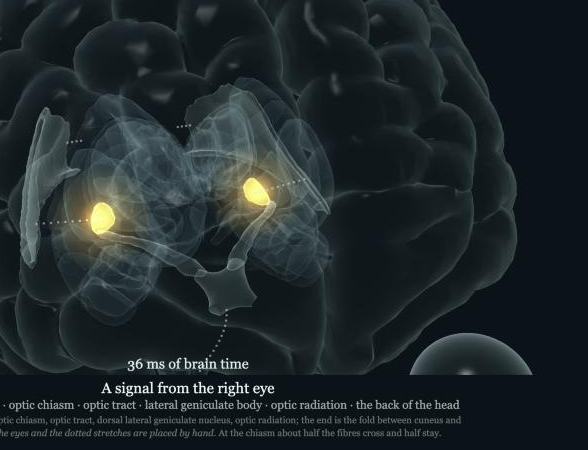 36 ms of brain time
A signal from the right eye
· optic chiasm · optic tract · lateral geniculate body · optic radiation · the back of the head
optic chiasm, optic tract, dorsal lateral geniculate nucleus, optic radiation; the end is the fold between cuneus and
the eyes and the dotted stretches are placed by hand. At the chiasm about half the fibres cross and half stay.